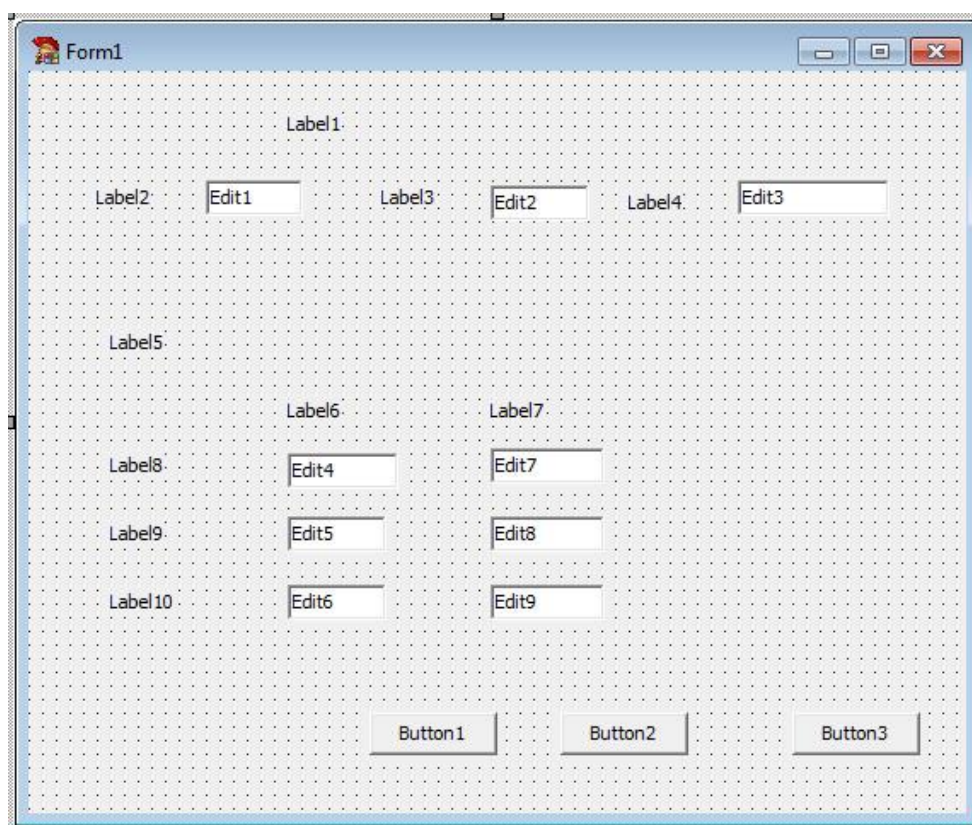 Form1
Label1
Label2 Edit1 Label3 Edit2 Label4 Edit3
Label5
Label6 Label7
Label8 Edit4 Edit7
Label9 Edit5 Edit8
Label10 Edit6 Edit9
Button1 Button2 Button3